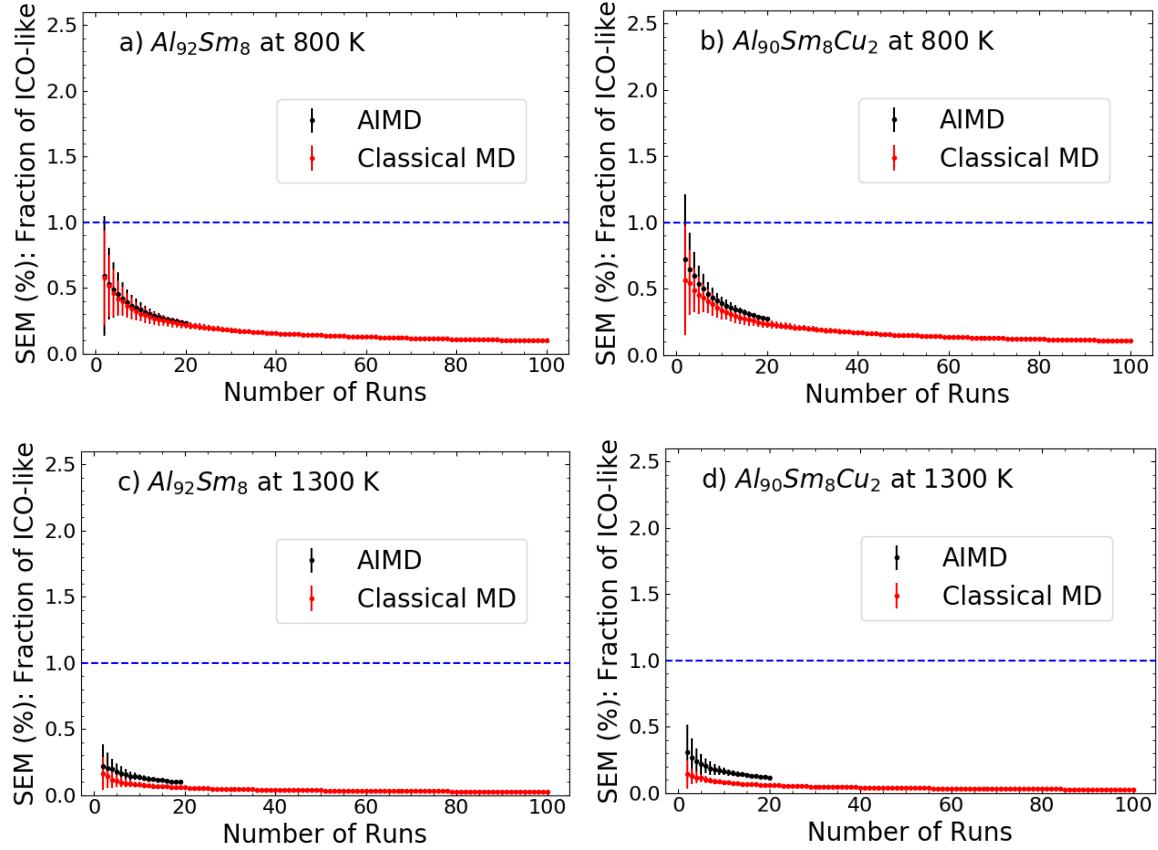 a) Al₉₂Sm₈ at 800 K
AIMD
Classical MD
SEM (%): Fraction of ICO-like
2.5
2.0
1.5
1.0
0.5
0.0
0 20 40 60 80 100
Number of Runs
b) Al₉₀Sm₈Cu₂ at 800 K
AIMD
Classical MD
SEM (%): Fraction of ICO-like
2.5
2.0
1.5
1.0
0.5
0.0
0 20 40 60 80 100
Number of Runs
c) Al₉₂Sm₈ at 1300 K
AIMD
Classical MD
SEM (%): Fraction of ICO-like
2.5
2.0
1.5
1.0
0.5
0.0
0 20 40 60 80 100
Number of Runs
d) Al₉₀Sm₈Cu₂ at 1300 K
AIMD
Classical MD
SEM (%): Fraction of ICO-like
2.5
2.0
1.5
1.0
0.5
0.0
0 20 40 60 80 100
Number of Runs